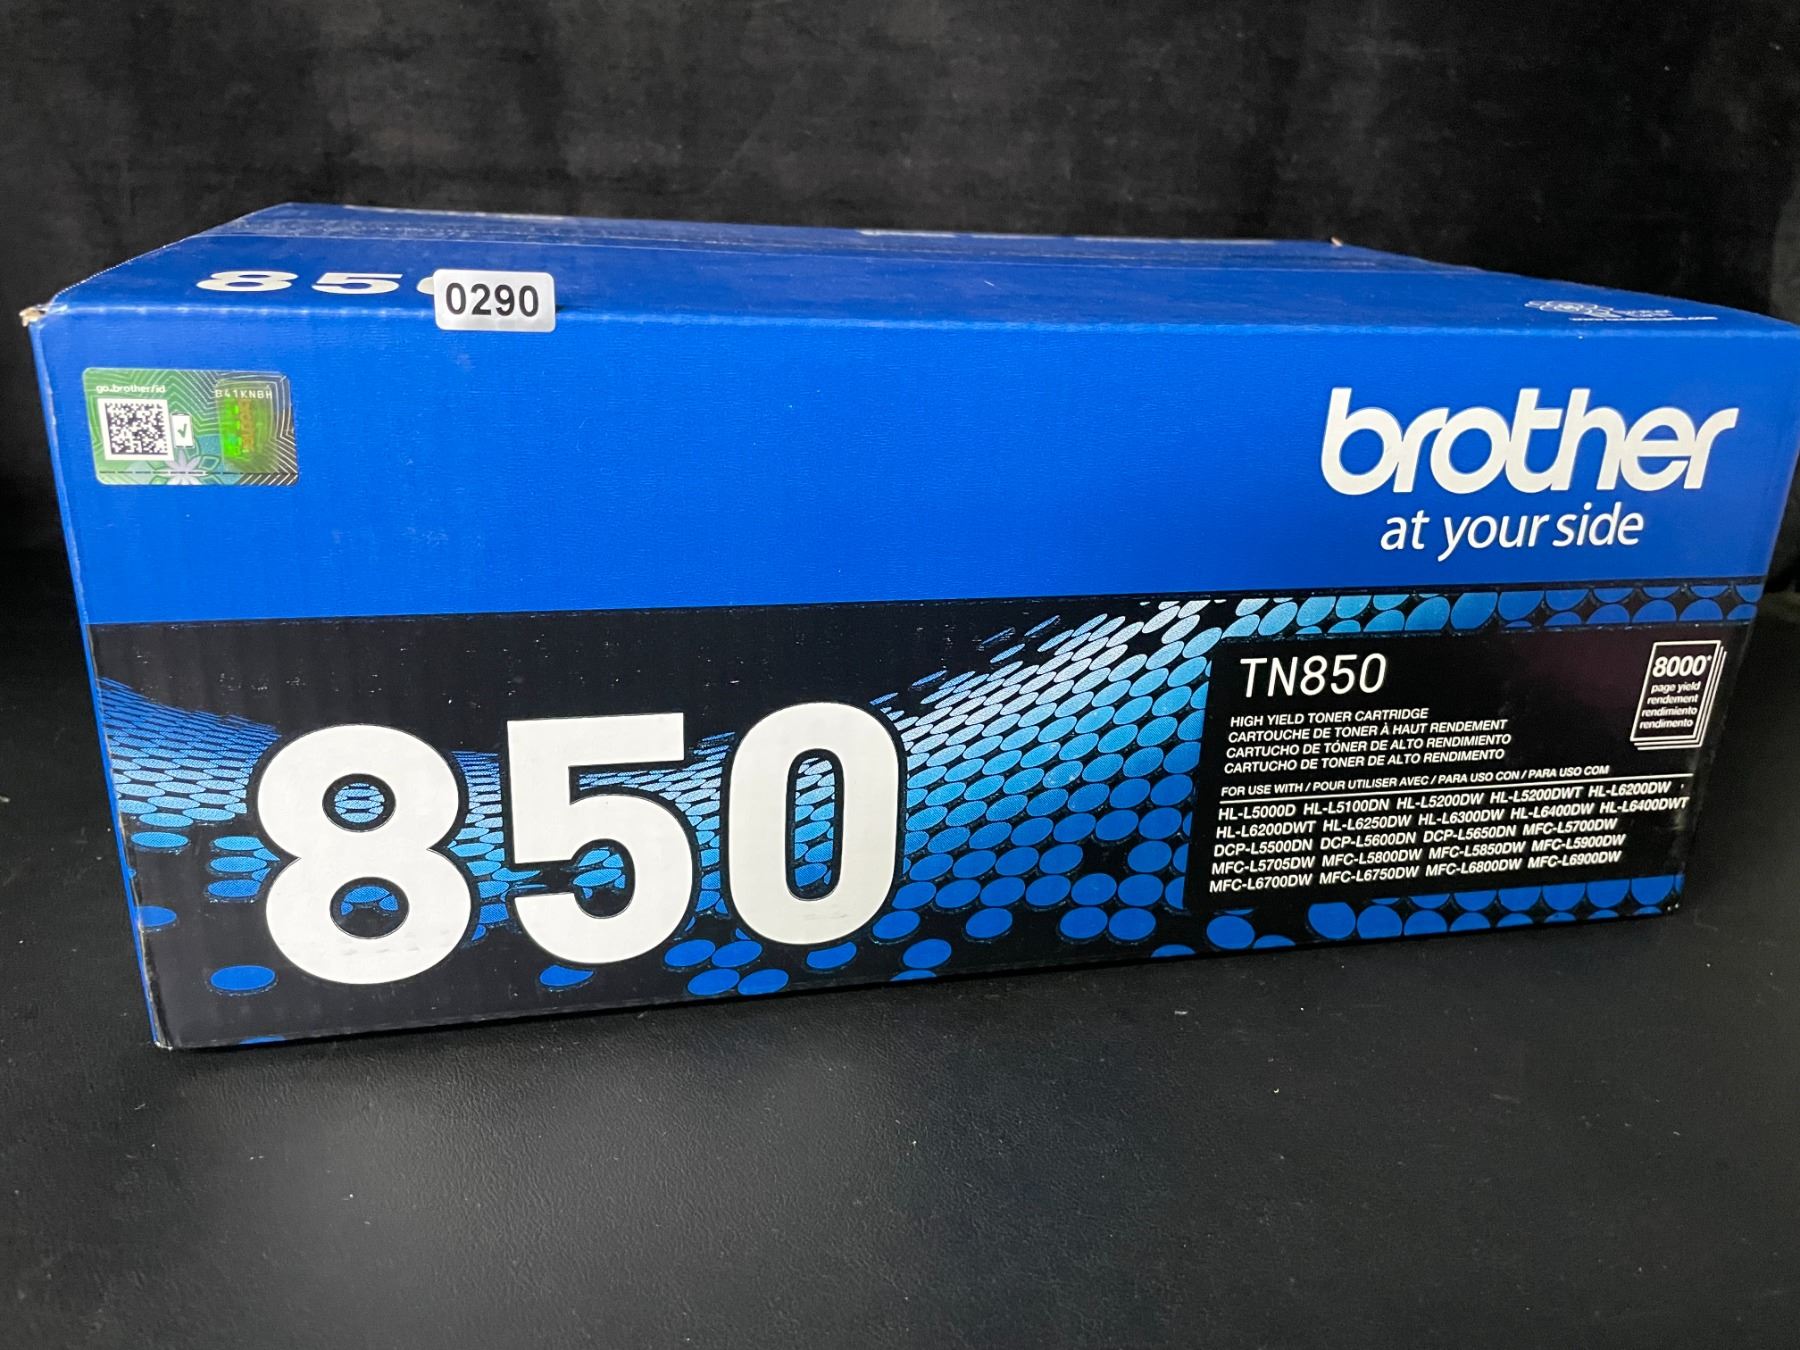 850
0290
go.brother/id
B41KNBH
brother
at your side
850
TN850
8000*
page yield
rendement
rendimiento
rendimento
HIGH YIELD TONER CARTRIDGE
CARTOUCHE DE TONER À HAUT RENDEMENT
CARTUCHO DE TÓNER DE ALTO RENDIMIENTO
CARTUCHO DE TONER DE ALTO RENDIMENTO
FOR USE WITH / POUR UTILISER AVEC / PARA USO CON / PARA USO COM
HL-L5000D HL-L5100DN HL-L5200DW HL-L5200DWT HL-L6200DW
HL-L6200DWT HL-L6250DW HL-L6300DW HL-L6400DW HL-L6400DWT
DCP-L5500DN DCP-L5600DN DCP-L5650DN MFC-L5700DW
MFC-L5705DW MFC-L5800DW MFC-L5850DW MFC-L5900DW
MFC-L6700DW MFC-L6750DW MFC-L6800DW MFC-L6900DW